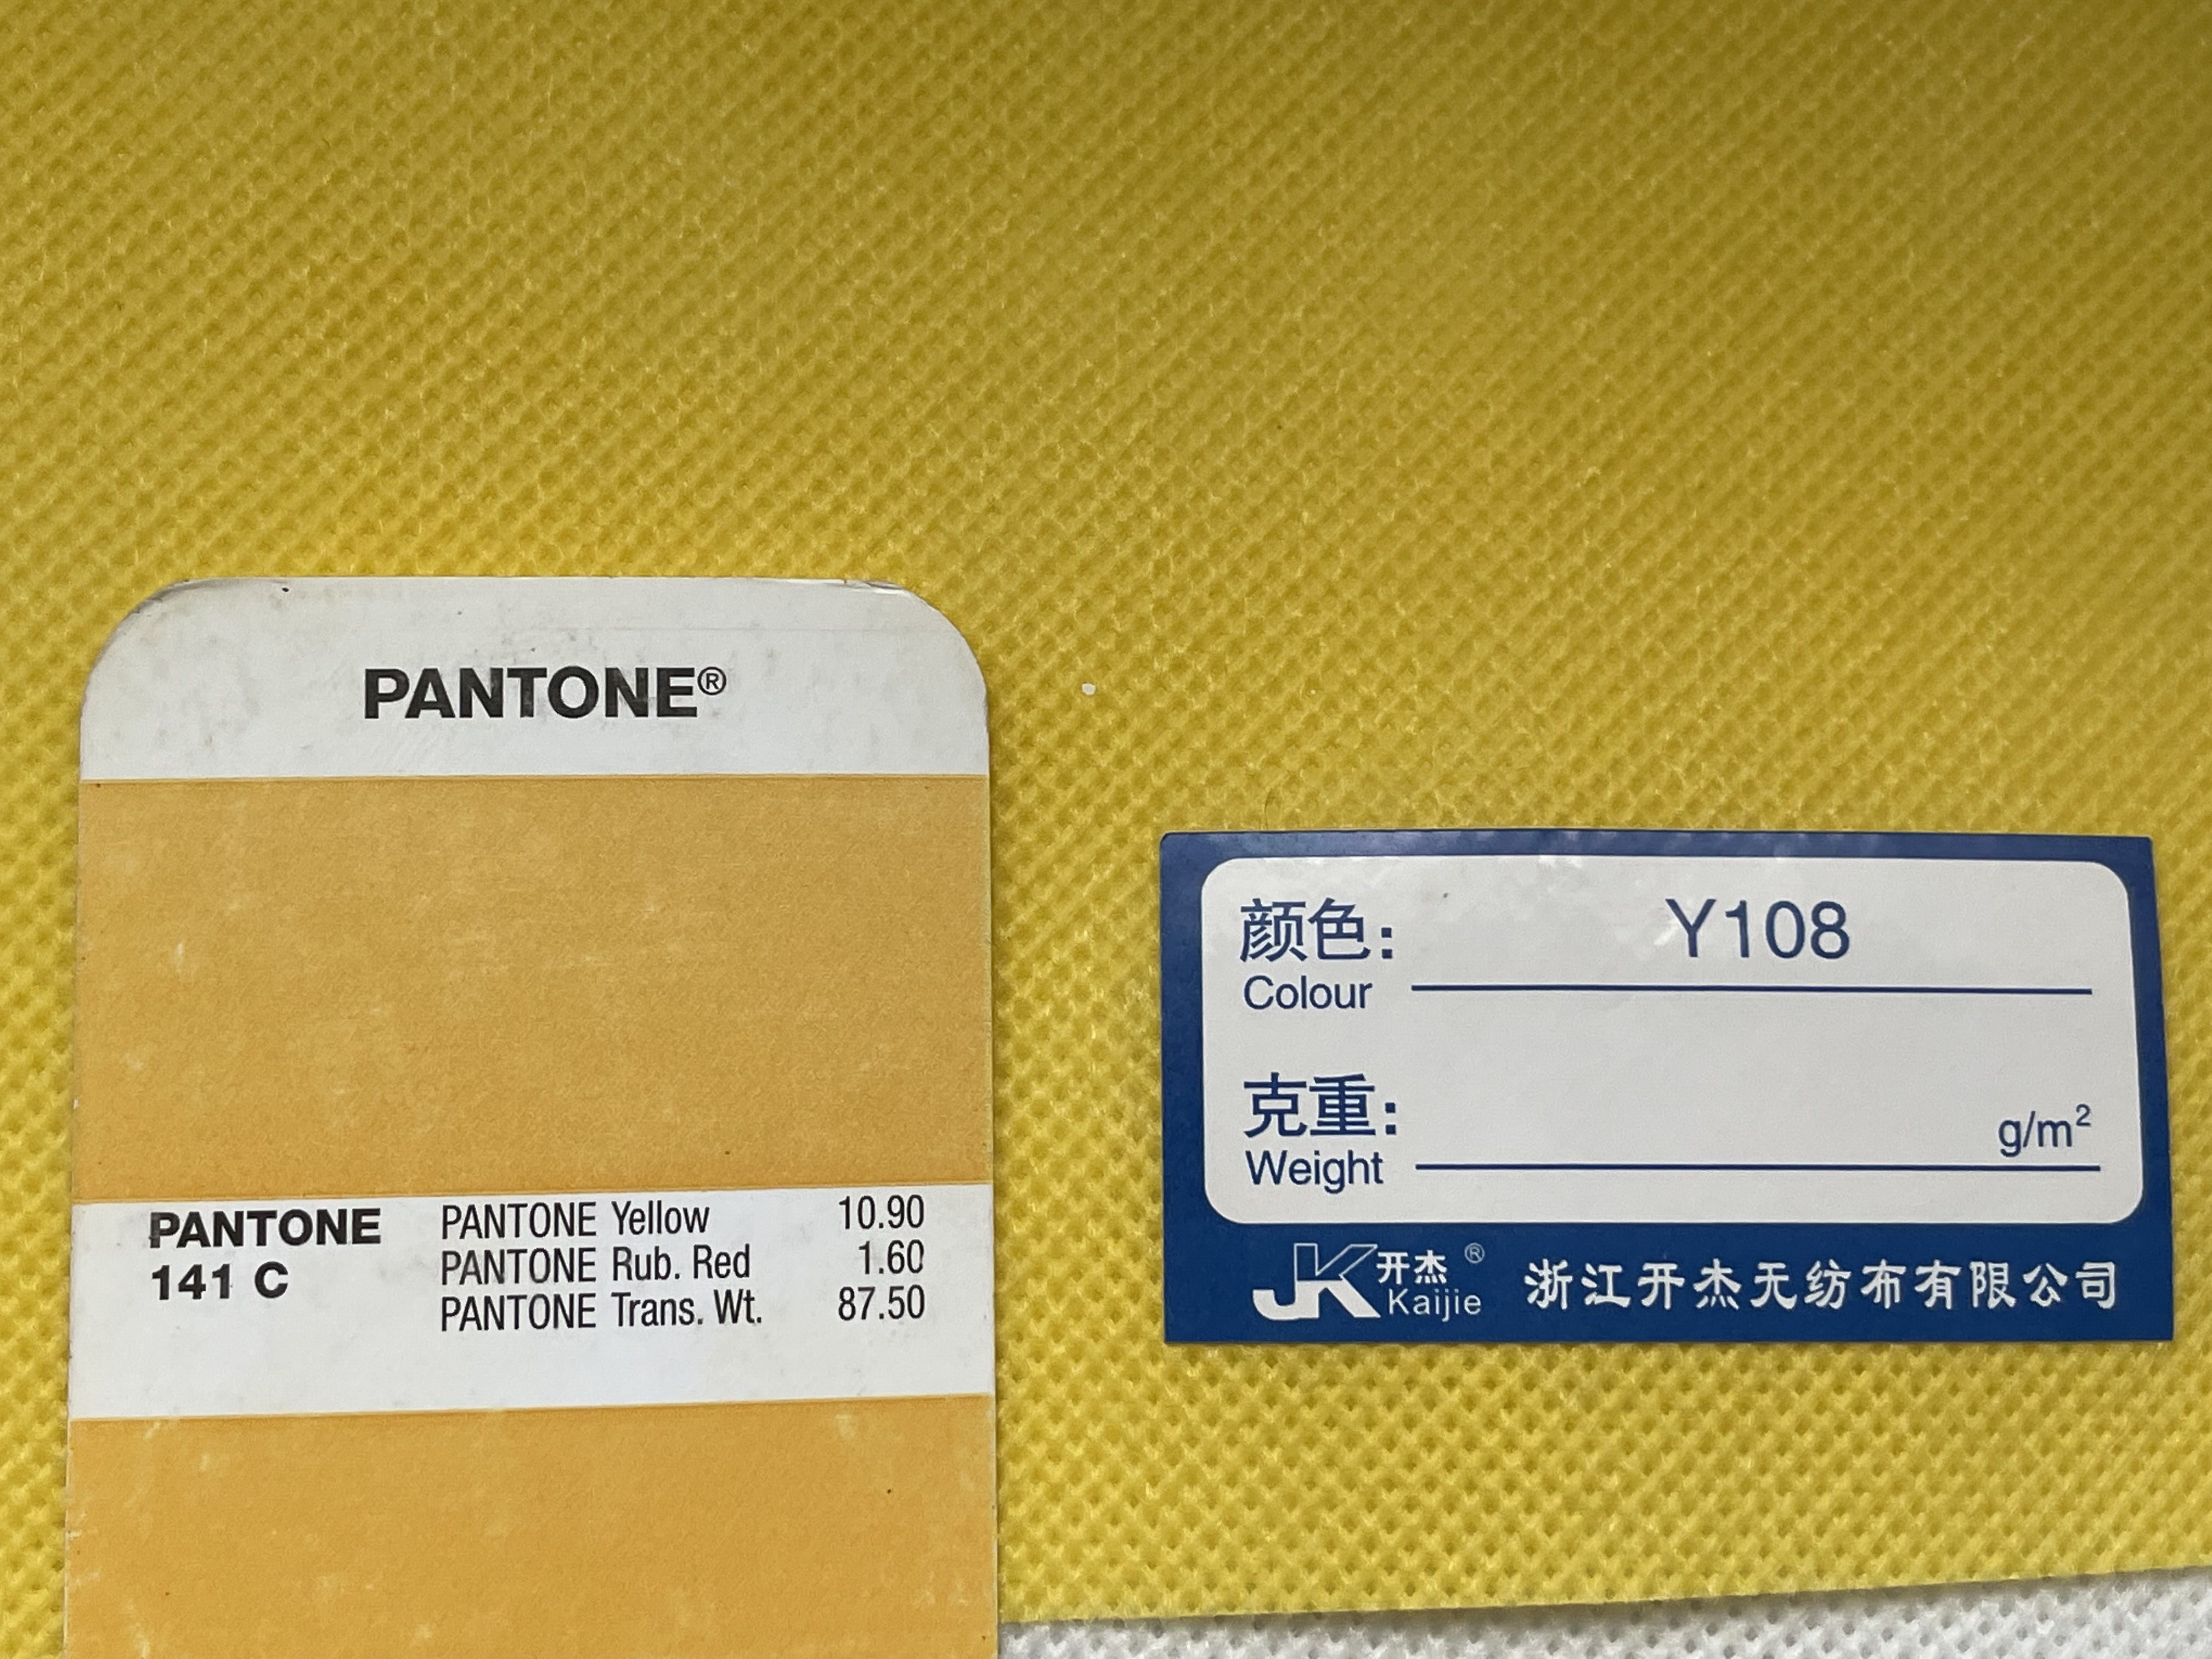 PANTONE®
PANTONE 141 C
PANTONE Yellow 10.90
PANTONE Rub. Red 1.60
PANTONE Trans. Wt. 87.50
颜色: Y108
Colour
克重: g/m²
Weight
JK 开杰® Kaijie 浙江开杰无纺布有限公司